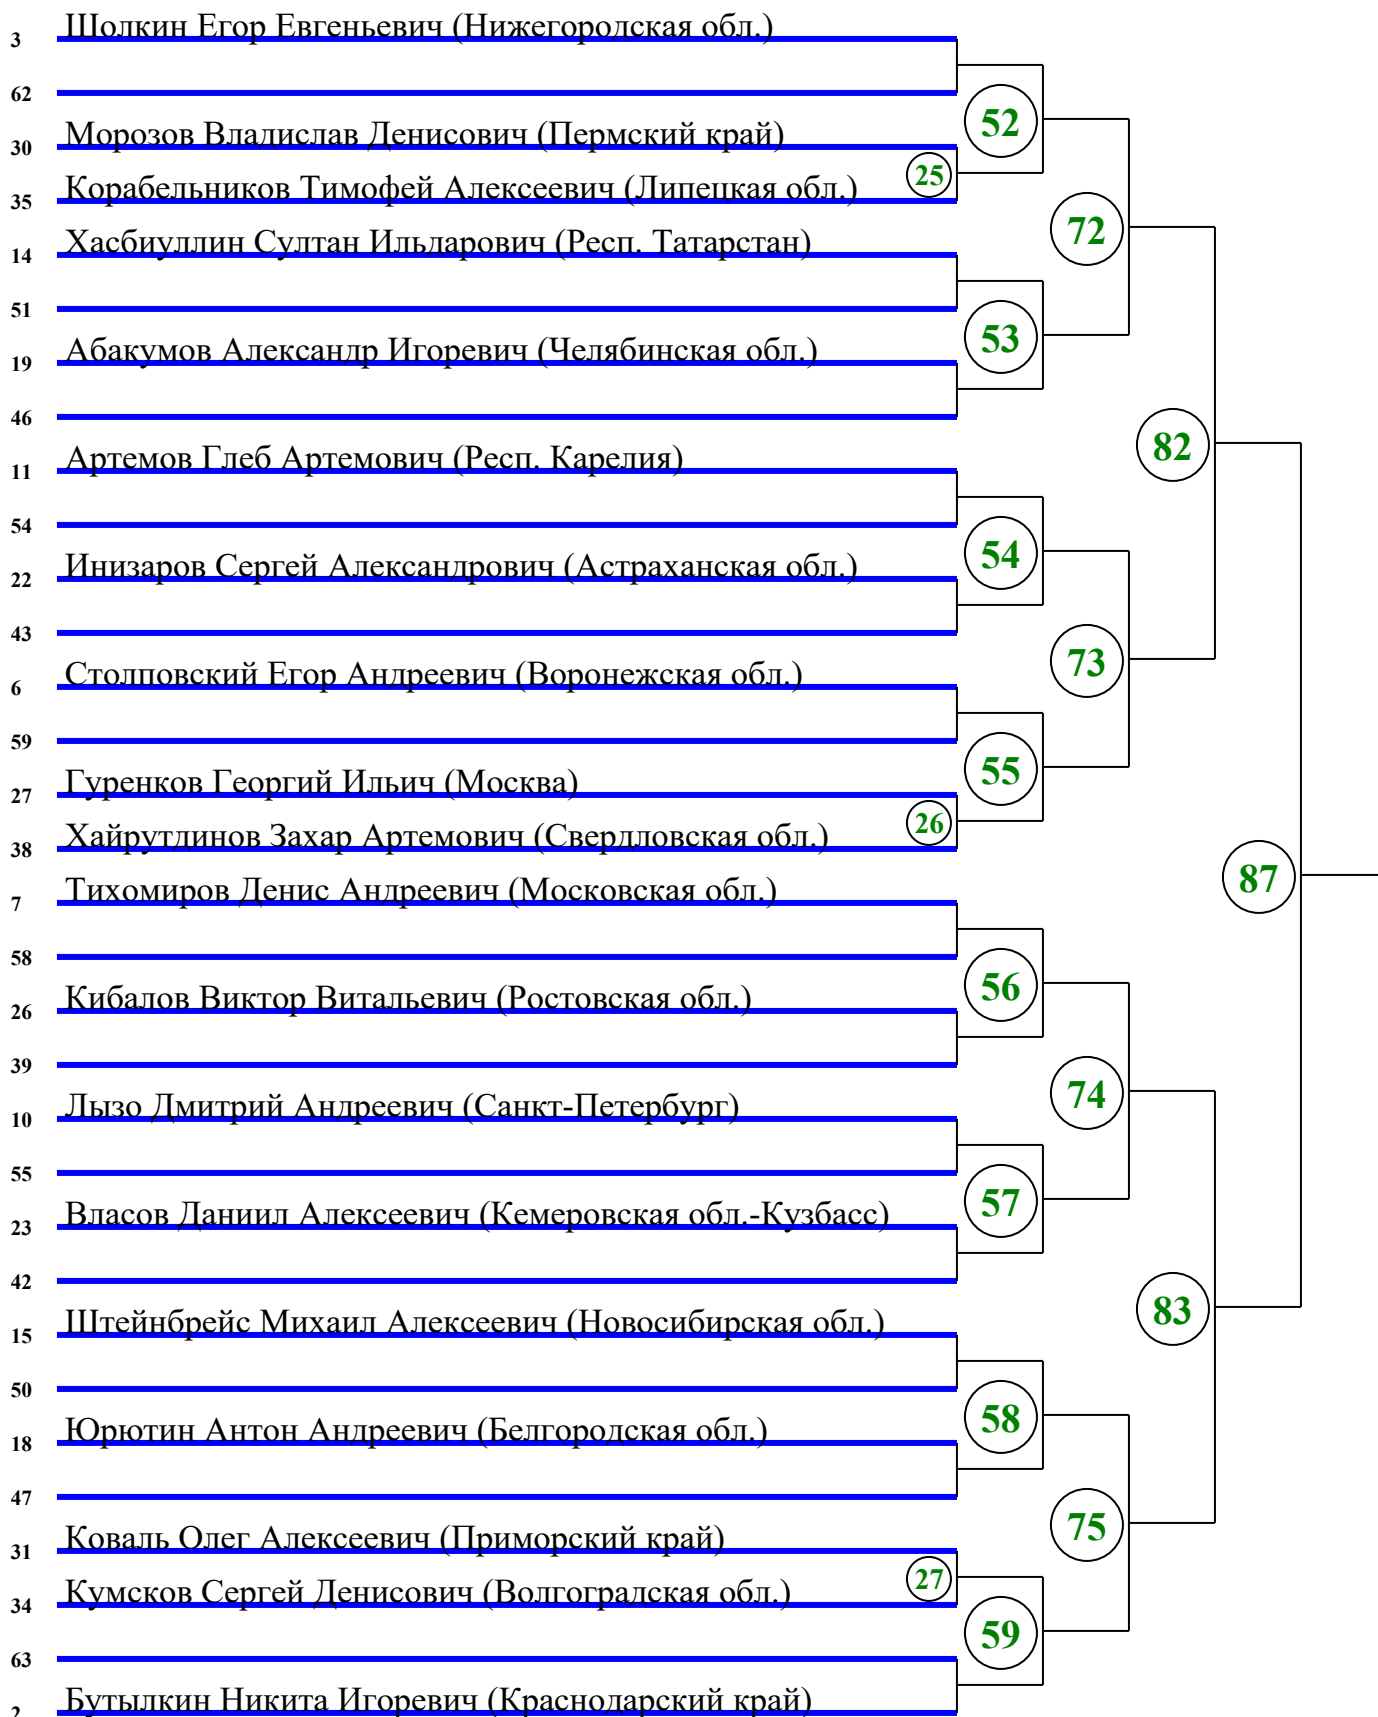 3 Шолкин Егор Евгеньевич (Нижегородская обл.)
62
52
30 Морозов Владислав Денисович (Пермский край)
25
35 Корабельников Тимофей Алексеевич (Липецкая обл.)
72
14 Хасбиуллин Султан Ильдарович (Респ. Татарстан)
51
53
19 Абакумов Александр Игоревич (Челябинская обл.)
46
82
11 Артемов Глеб Артемович (Респ. Карелия)
54
54
22 Инизаров Сергей Александрович (Астраханская обл.)
43
73
6 Столповский Егор Андреевич (Воронежская обл.)
59
55
27 Гуренков Георгий Ильич (Москва)
26
38 Хайрутдинов Захар Артемович (Свердловская обл.)
87
7 Тихомиров Денис Андреевич (Московская обл.)
58
56
26 Кибалов Виктор Витальевич (Ростовская обл.)
39
74
10 Лызо Дмитрий Андреевич (Санкт-Петербург)
55
57
23 Власов Даниил Алексеевич (Кемеровская обл.-Кузбасс)
42
83
15 Штейнбрейс Михаил Алексеевич (Новосибирская обл.)
50
58
18 Юрютин Антон Андреевич (Белгородская обл.)
47
75
31 Коваль Олег Алексеевич (Приморский край)
27
34 Кумсков Сергей Денисович (Волгоградская обл.)
59
63
2 Бутылкин Никита Игоревич (Краснодарский край)